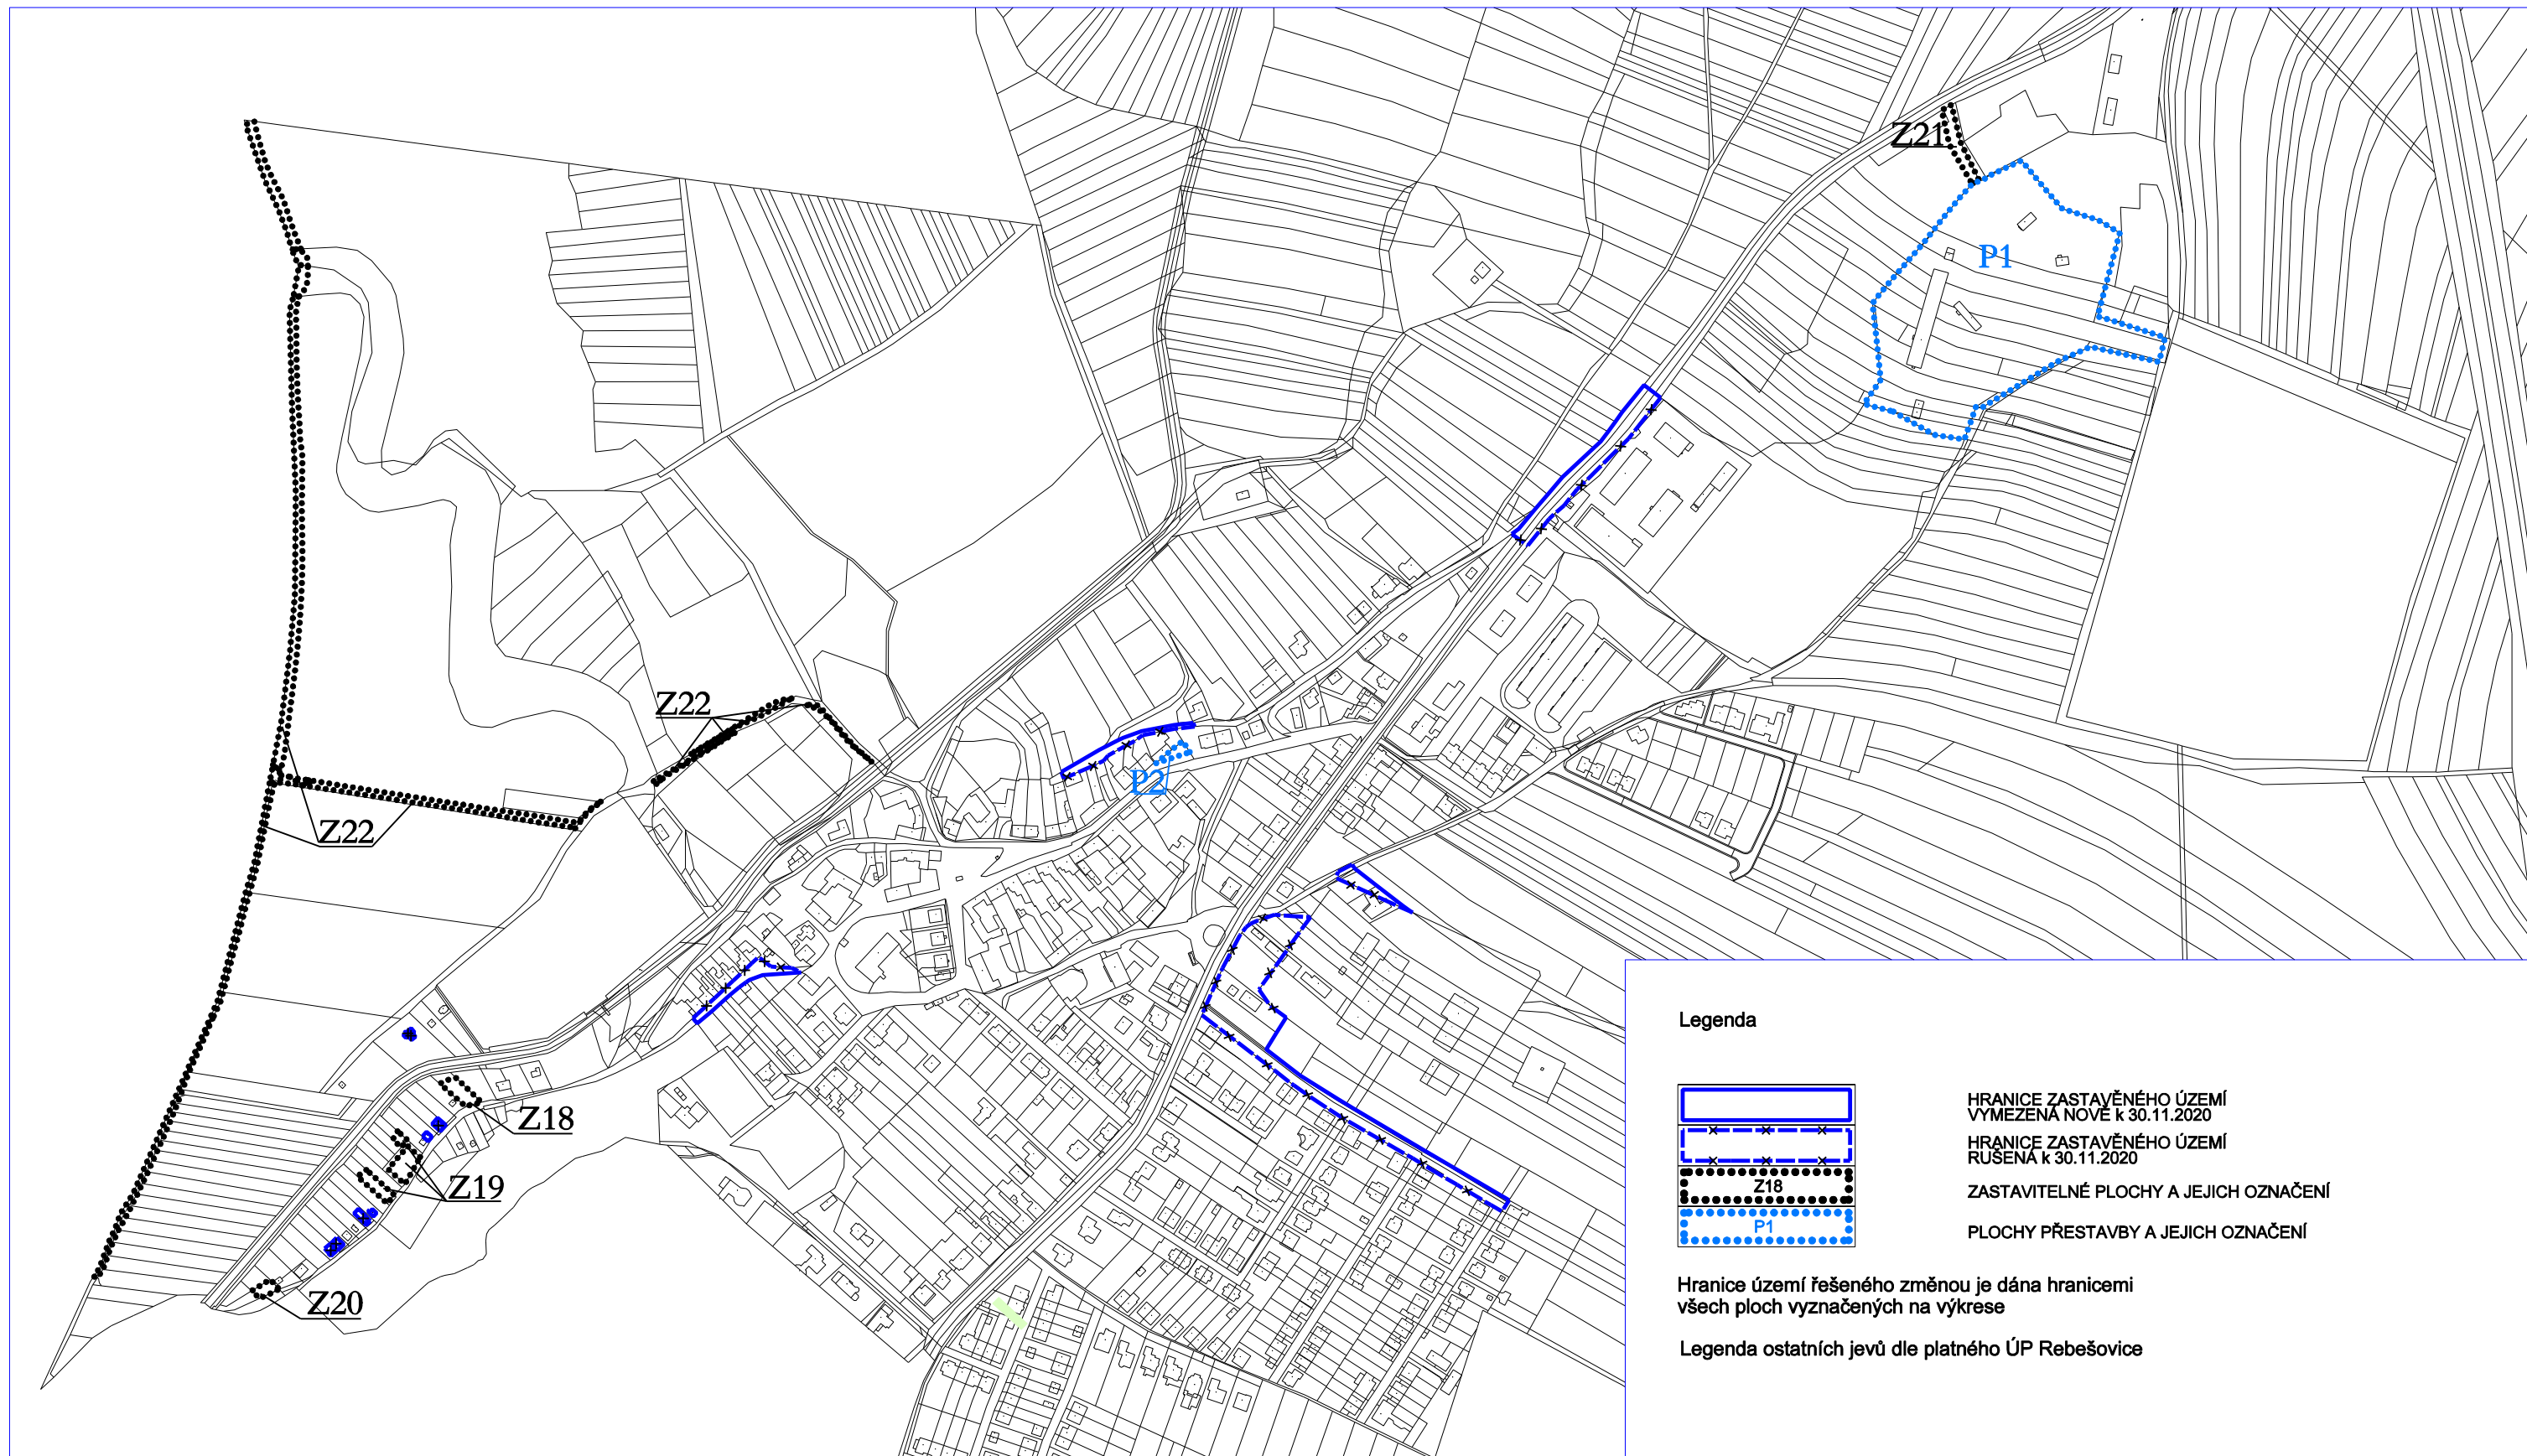 Z21
P1
Z22
P2
Z22
Z18
Z19
Z20
Legenda
HRANICE ZASTAVĚNÉHO ÚZEMÍ
VYMEZENÁ NOVĚ k 30.11.2020
HRANICE ZASTAVĚNÉHO ÚZEMÍ
RUŠENÁ k 30.11.2020
Z18
ZASTAVITELNÉ PLOCHY A JEJICH OZNAČENÍ
P1
PLOCHY PŘESTAVBY A JEJICH OZNAČENÍ
Hranice území řešeného změnou je dána hranicemi
všech ploch vyznačených na výkrese
Legenda ostatních jevů dle platného ÚP Rebešovice